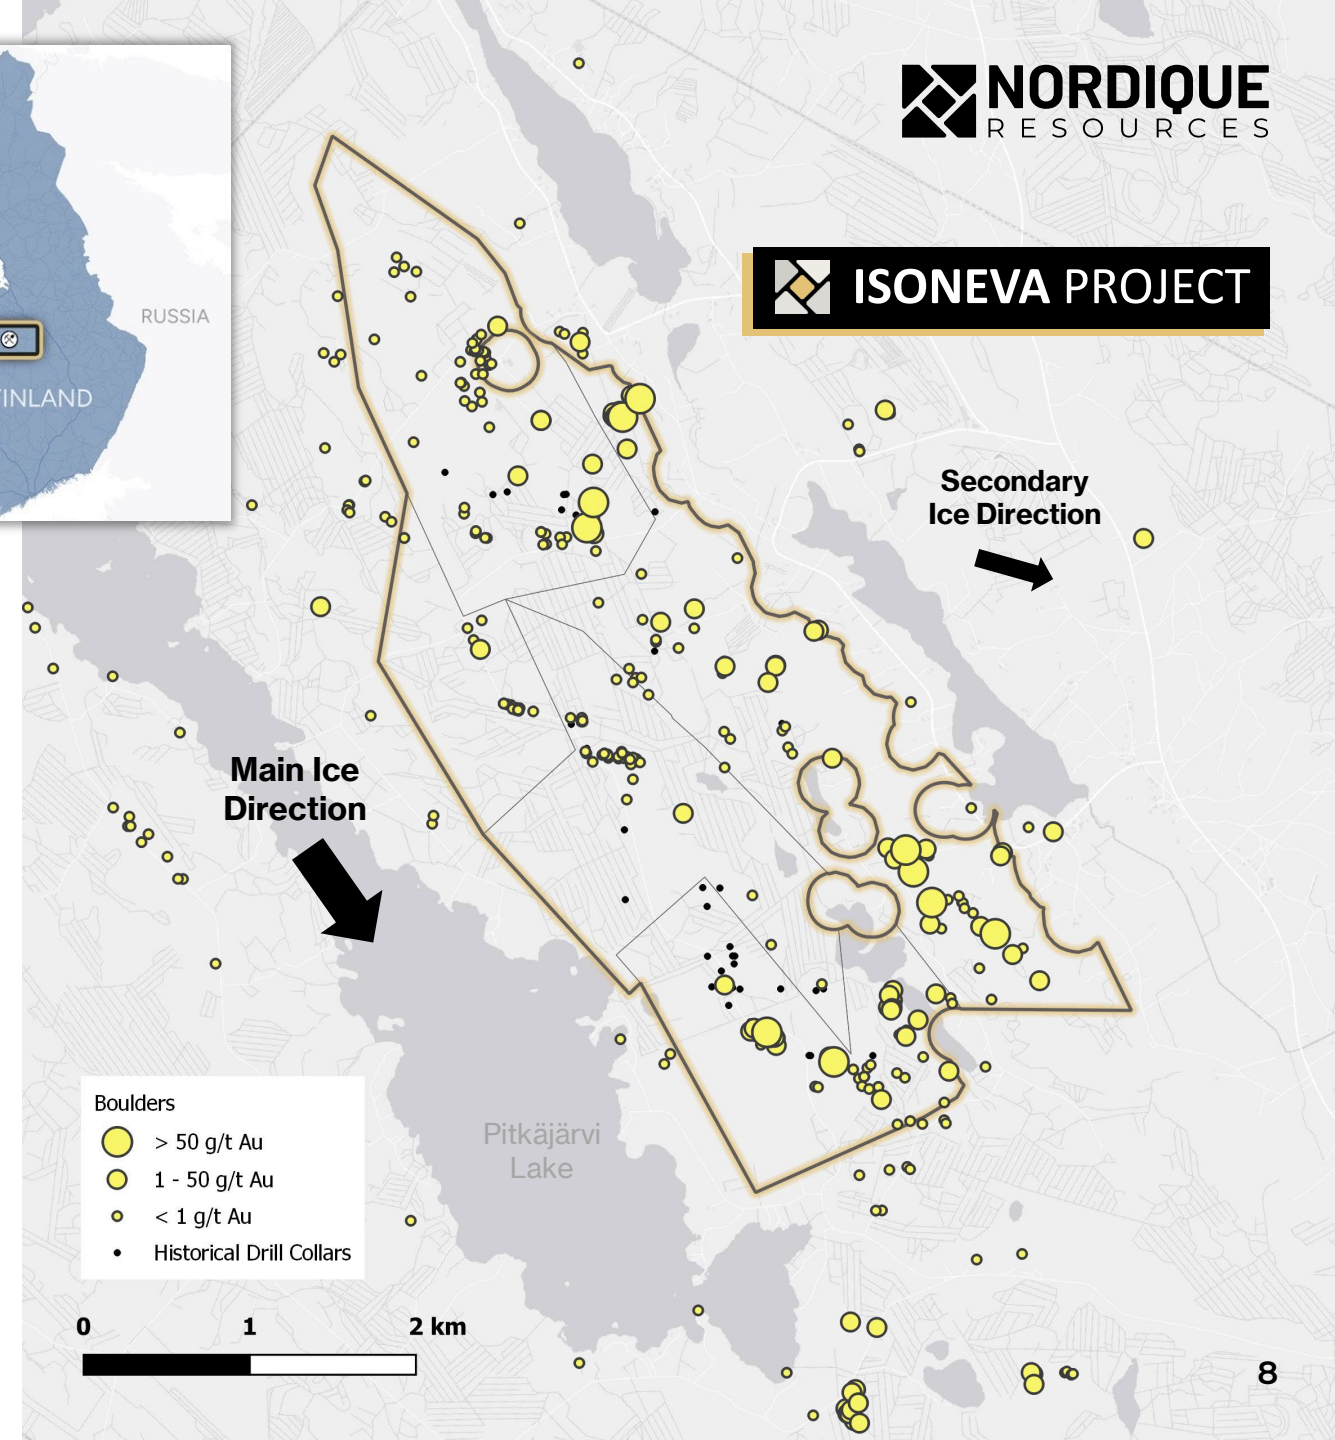 NORDIQUE
RESOURCES
ISONEVA PROJECT
RUSSIA
INLAND
Secondary
Ice Direction
Main Ice
Direction
Pitkäjärvi
Lake
Boulders
> 50 g/t Au
1 - 50 g/t Au
< 1 g/t Au
Historical Drill Collars
0 1 2 km
8